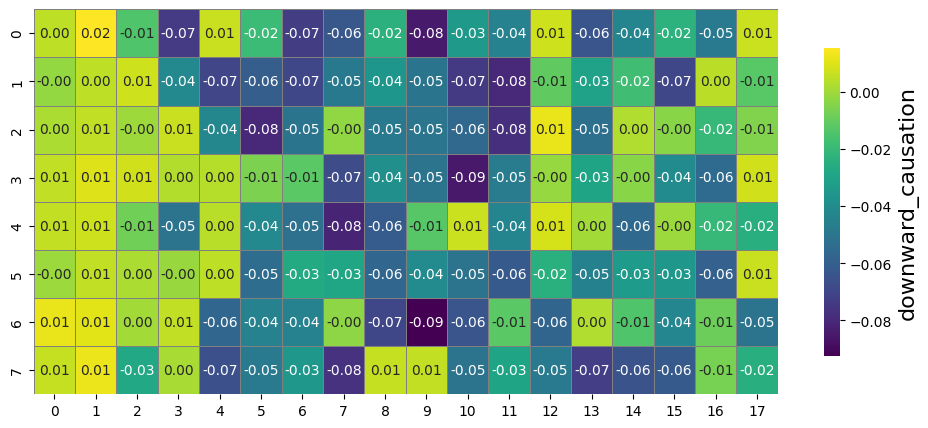 0 0.00 0.02 -0.01 -0.07 0.01 -0.02 -0.07 -0.06 -0.02 -0.08 -0.03 -0.04 0.01 -0.06 -0.04 -0.02 -0.05 0.01
1 -0.00 0.00 0.01 -0.04 -0.07 -0.06 -0.07 -0.05 -0.04 -0.05 -0.07 -0.08 -0.01 -0.03 -0.02 -0.07 0.00 -0.01
2 0.00 0.01 -0.00 0.01 -0.04 -0.08 -0.05 -0.00 -0.05 -0.05 -0.06 -0.08 0.01 -0.05 0.00 -0.00 -0.02 -0.01
3 0.01 0.01 0.01 0.00 0.00 -0.01 -0.01 -0.07 -0.04 -0.05 -0.09 -0.05 -0.00 -0.03 -0.00 -0.04 -0.06 0.01
4 0.01 0.01 -0.01 -0.05 0.00 -0.04 -0.05 -0.08 -0.06 -0.01 0.01 -0.04 0.01 0.00 -0.06 -0.00 -0.02 -0.02
5 -0.00 0.01 0.00 -0.00 0.00 -0.05 -0.03 -0.03 -0.06 -0.04 -0.05 -0.06 -0.02 -0.05 -0.03 -0.03 -0.06 0.01
6 0.01 0.01 0.00 0.01 -0.06 -0.04 -0.04 -0.00 -0.07 -0.09 -0.06 -0.01 -0.06 0.00 -0.01 -0.04 -0.01 -0.05
7 0.01 0.01 -0.03 0.00 -0.07 -0.05 -0.03 -0.08 0.01 0.01 -0.05 -0.03 -0.05 -0.07 -0.06 -0.06 -0.01 -0.02
0 1 2 3 4 5 6 7 8 9 10 11 12 13 14 15 16 17
0.00
−0.02
−0.04
−0.06
−0.08
downward_causation